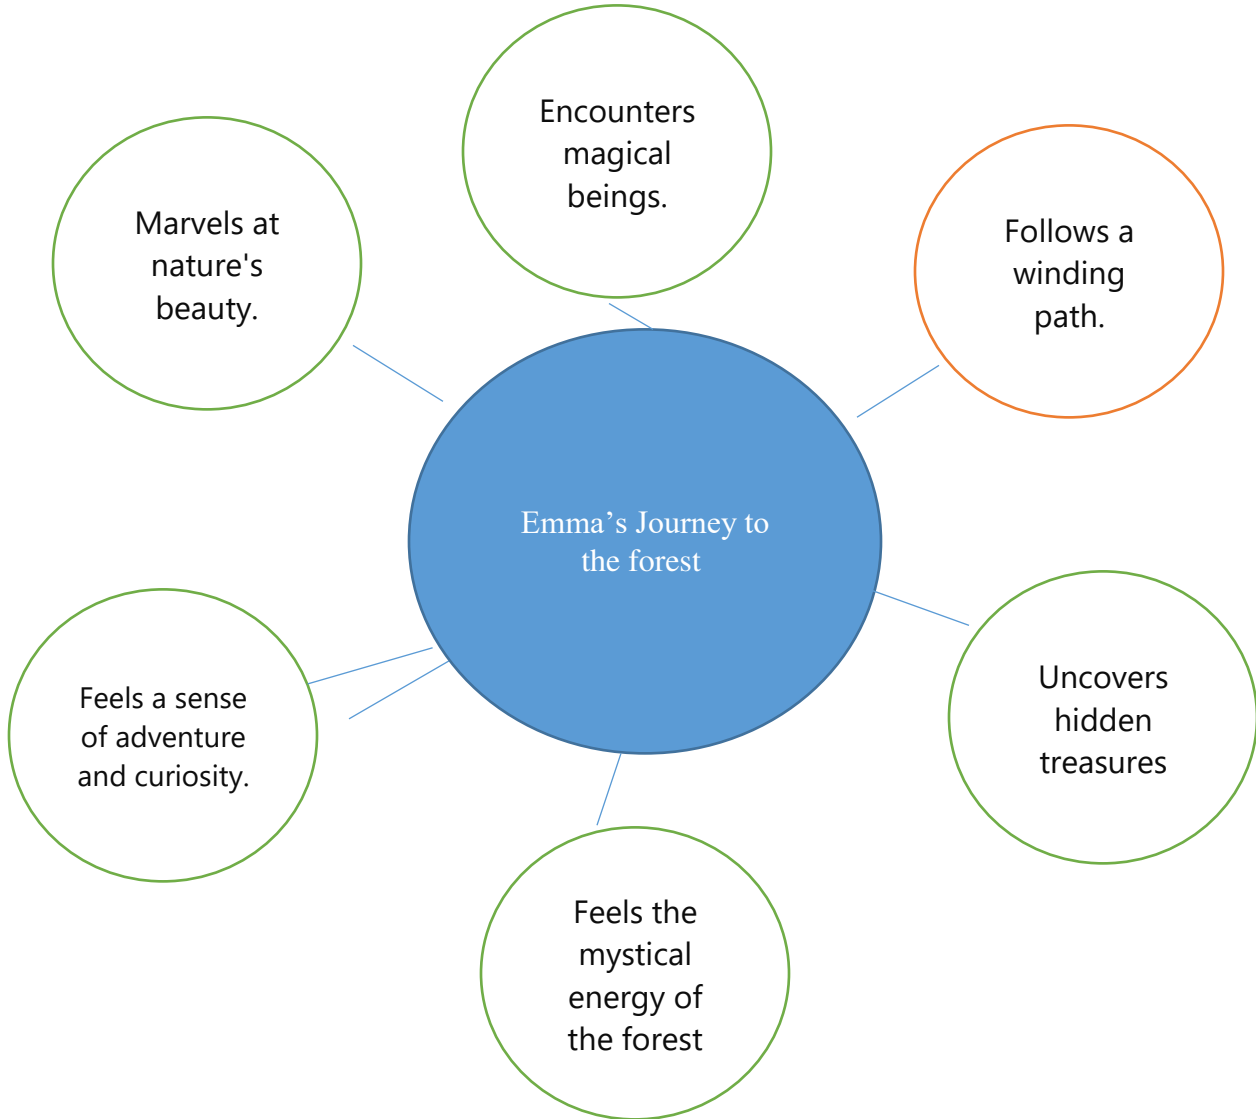 Encounters
magical
beings.
Marvels at
nature's
beauty.
Follows a
winding
path.
Emma’s Journey to
the forest
Feels a sense
of adventure
and curiosity.
Uncovers
hidden
treasures
Feels the
mystical
energy of
the forest